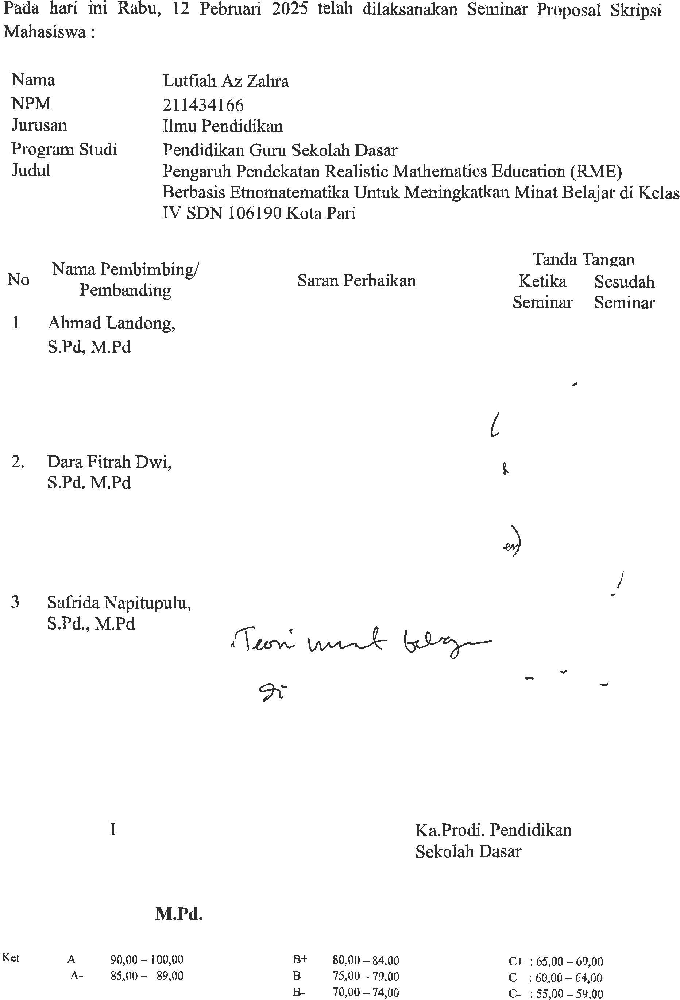 Pada hari ini Rabu, 12 Pebruari 2025 telah dilaksanakan Seminar Proposal Skripsi
Mahasiswa :
Nama Lutfiah Az Zahra
NPM 211434166
Jurusan Ilmu Pendidikan
Program Studi Pendidikan Guru Sekolah Dasar
Judul Pengaruh Pendekatan Realistic Mathematics Education (RME)
Berbasis Etnomatematika Untuk Meningkatkan Minat Belajar di Kelas
IV SDN 106190 Kota Pari
Tanda Tangan
No Nama Pembimbing/ Pembanding Saran Perbaikan Ketika Seminar Sesudah Seminar
1 Ahmad Landong,
S.Pd, M.Pd
2. Dara Fitrah Dwi,
S.Pd. M.Pd
3 Safrida Napitupulu,
S.Pd., M.Pd
Teori minat belajar
I Ka.Prodi. Pendidikan
Sekolah Dasar
M.Pd.
Ket A 90,00 – 100,00 B+ 80,00 – 84,00 C+ : 65,00 – 69,00
A- 85,00 – 89,00 B 75,00 – 79,00 C : 60,00 – 64,00
B- 70,00 – 74,00 C- : 55,00 – 59,00